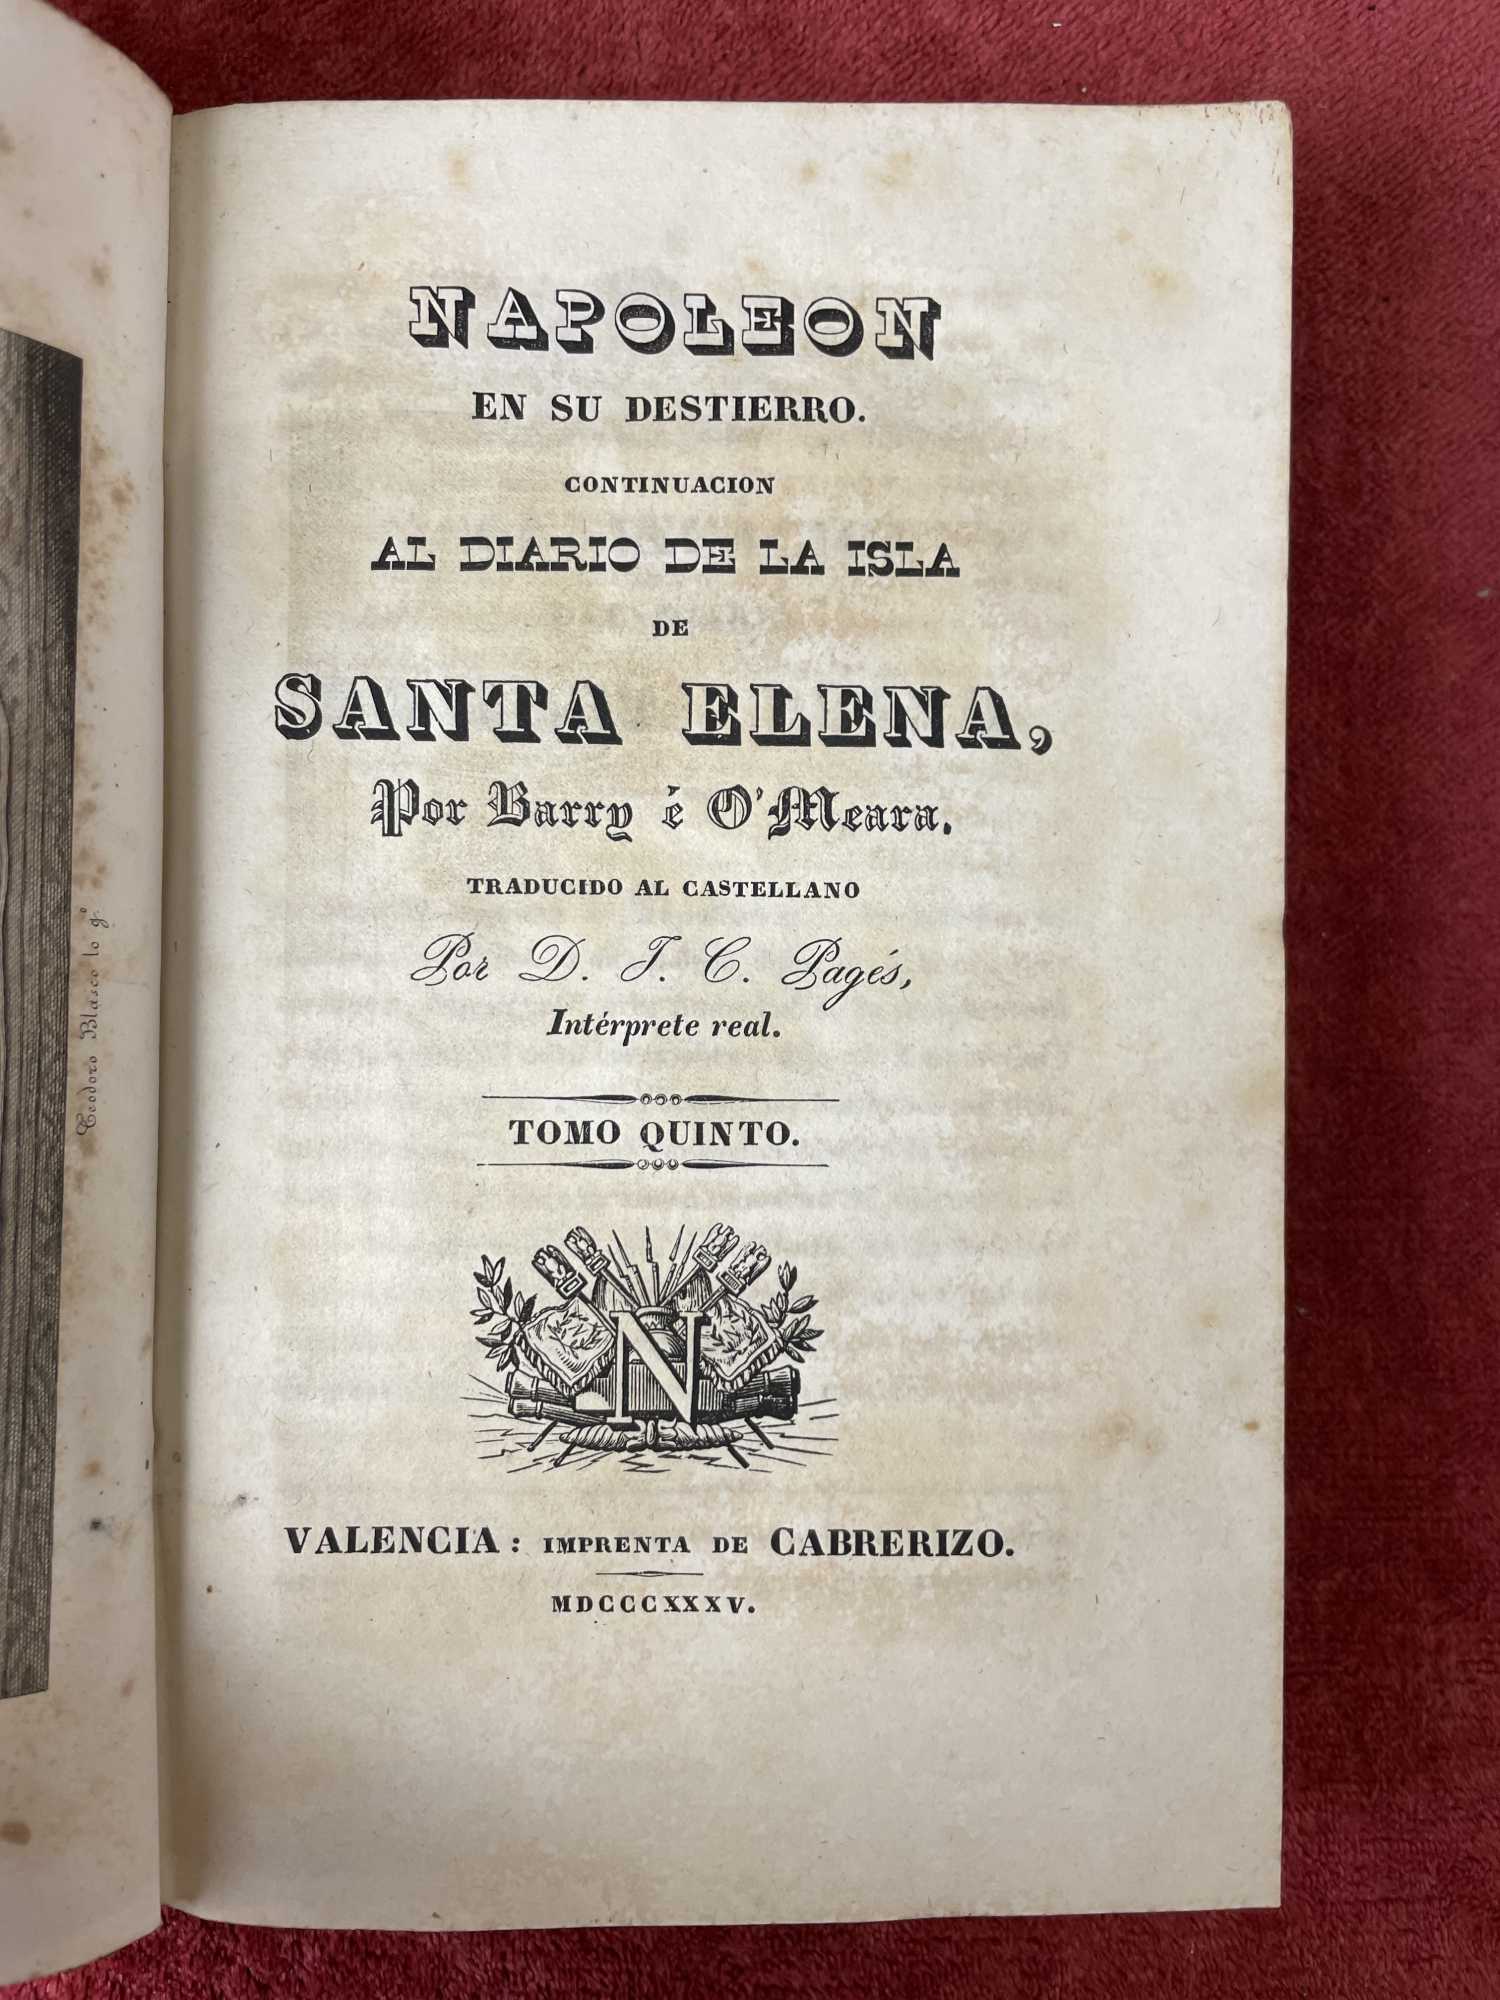 NAPOLEON
EN SU DESTIERRO.
CONTINUACION
AL DIARIO DE LA ISLA
DE
SANTA ELENA,
Por Barry é O'Meara.
TRADUCIDO AL CASTELLANO
Por D. J. C. Pagés,
Intérprete real.
TOMO QUINTO.
N
VALENCIA: IMPRENTA DE CABRERIZO.
MDCCCXXXV.
Teodoro Blasco lo g.º